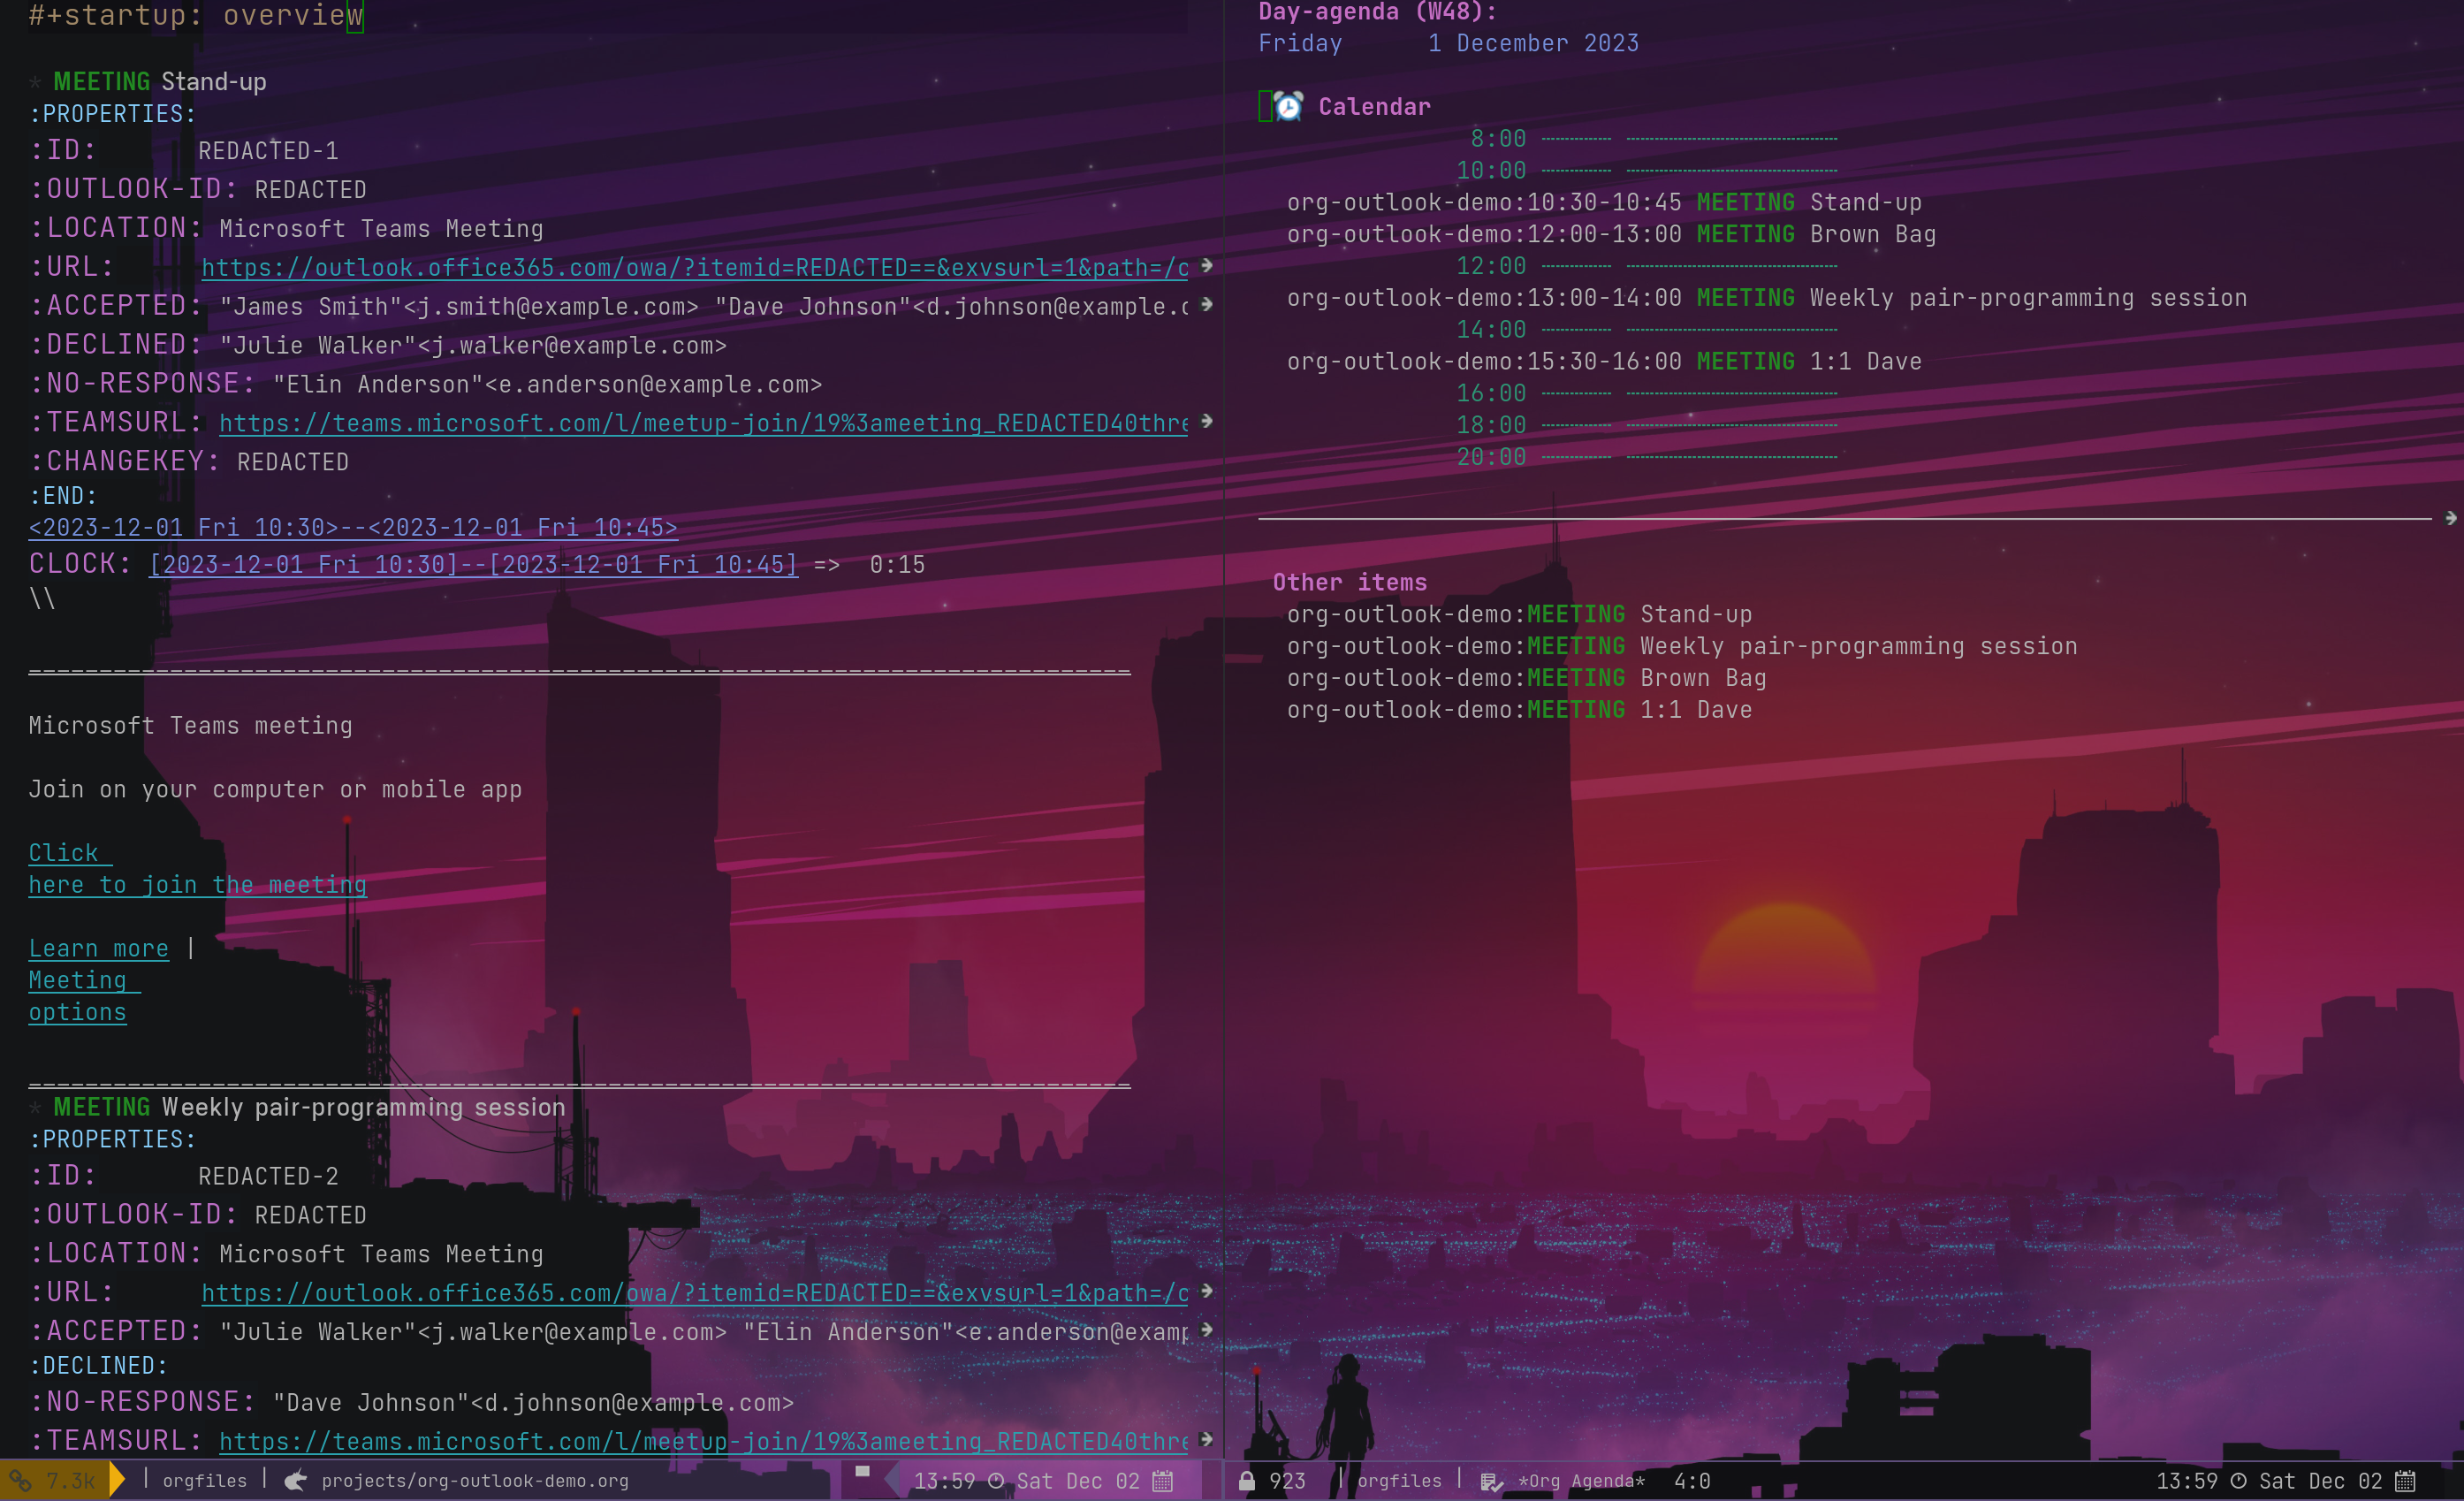 #+startup: overview
* MEETING Stand-up
:PROPERTIES:
:ID: REDACTED-1
:OUTLOOK-ID: REDACTED
:LOCATION: Microsoft Teams Meeting
:URL: https://outlook.office365.com/owa/?itemid=REDACTED==&exvsurl=1&path=/c
:ACCEPTED: "James Smith"<j.smith@example.com> "Dave Johnson"<d.johnson@example.c
:DECLINED: "Julie Walker"<j.walker@example.com>
:NO-RESPONSE: "Elin Anderson"<e.anderson@example.com>
:TEAMSURL: https://teams.microsoft.com/l/meetup-join/19%3ameeting_REDACTED40thre
:CHANGEKEY: REDACTED
:END:
<2023-12-01 Fri 10:30>--<2023-12-01 Fri 10:45>
CLOCK: [2023-12-01 Fri 10:30]--[2023-12-01 Fri 10:45] => 0:15
\\
Microsoft Teams meeting
Join on your computer or mobile app
Click
here to join the meeting
Learn more |
Meeting
options
* MEETING Weekly pair-programming session
:PROPERTIES:
:ID: REDACTED-2
:OUTLOOK-ID: REDACTED
:LOCATION: Microsoft Teams Meeting
:URL: https://outlook.office365.com/owa/?itemid=REDACTED==&exvsurl=1&path=/c
:ACCEPTED: "Julie Walker"<j.walker@example.com> "Elin Anderson"<e.anderson@examp
:DECLINED:
:NO-RESPONSE: "Dave Johnson"<d.johnson@example.com>
:TEAMSURL: https://teams.microsoft.com/l/meetup-join/19%3ameeting_REDACTED40thre
7.3k | orgfiles | projects/org-outlook-demo.org 13:59 Sat Dec 02
Day-agenda (W48):
Friday 1 December 2023
Calendar
8:00
10:00
org-outlook-demo:10:30-10:45 MEETING Stand-up
org-outlook-demo:12:00-13:00 MEETING Brown Bag
12:00
org-outlook-demo:13:00-14:00 MEETING Weekly pair-programming session
14:00
org-outlook-demo:15:30-16:00 MEETING 1:1 Dave
16:00
18:00
20:00
Other items
org-outlook-demo:MEETING Stand-up
org-outlook-demo:MEETING Weekly pair-programming session
org-outlook-demo:MEETING Brown Bag
org-outlook-demo:MEETING 1:1 Dave
923 | orgfiles | *Org Agenda* 4:0 13:59 Sat Dec 02